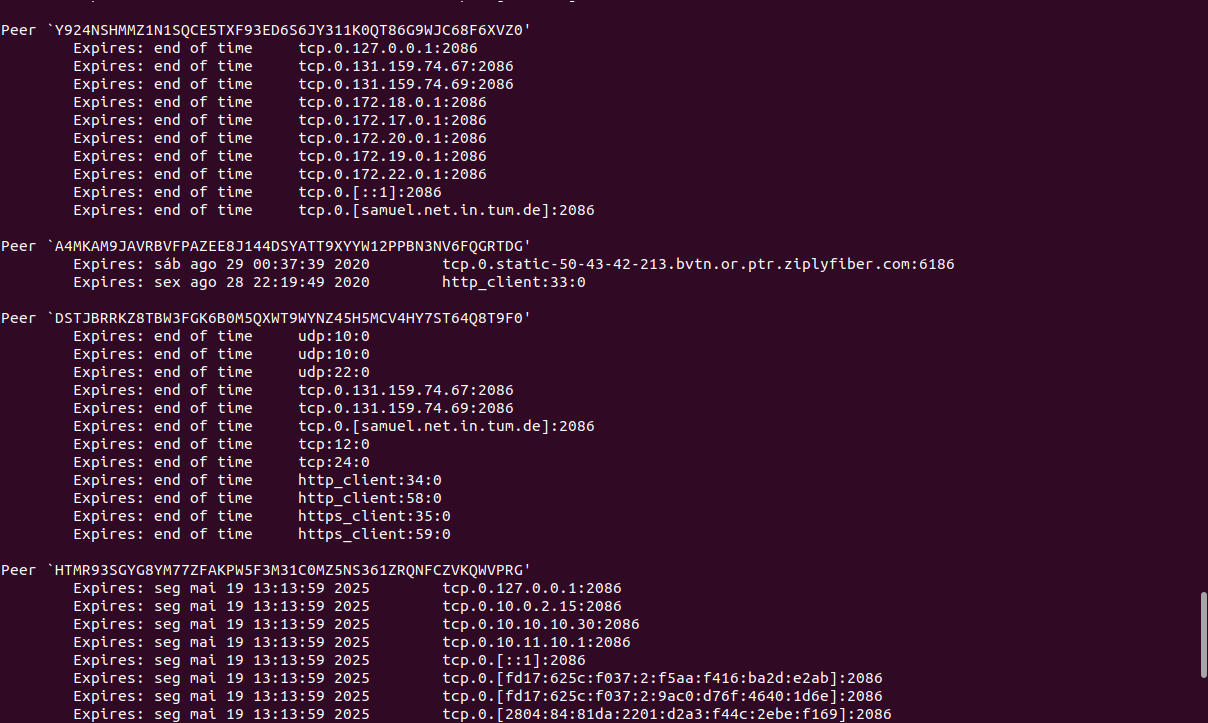 Peer `Y924NSHMMZ1N1SQCE5TXF93ED6S6JY311K0QT86G9WJC68F6XVZ0'
Expires: end of time tcp.0.127.0.0.1:2086
Expires: end of time tcp.0.131.159.74.67:2086
Expires: end of time tcp.0.131.159.74.69:2086
Expires: end of time tcp.0.172.18.0.1:2086
Expires: end of time tcp.0.172.17.0.1:2086
Expires: end of time tcp.0.172.20.0.1:2086
Expires: end of time tcp.0.172.19.0.1:2086
Expires: end of time tcp.0.172.22.0.1:2086
Expires: end of time tcp.0.[::1]:2086
Expires: end of time tcp.0.[samuel.net.in.tum.de]:2086
Peer `A4MKAM9JAVRBVFPAZEE8J144DSYATT9XYYW12PPBN3NV6FQGRTDG'
Expires: sáb ago 29 00:37:39 2020 tcp.0.static-50-43-42-213.bvtn.or.ptr.ziplyfiber.com:6186
Expires: sex ago 28 22:19:49 2020 http_client:33:0
Peer `DSTJBRRKZ8TBW3FGK6B0M5QXWT9WYNZ45H5MCV4HY7ST64Q8T9F0'
Expires: end of time udp:10:0
Expires: end of time udp:10:0
Expires: end of time udp:22:0
Expires: end of time tcp.0.131.159.74.67:2086
Expires: end of time tcp.0.131.159.74.69:2086
Expires: end of time tcp.0.[samuel.net.in.tum.de]:2086
Expires: end of time tcp:12:0
Expires: end of time tcp:24:0
Expires: end of time http_client:34:0
Expires: end of time http_client:58:0
Expires: end of time https_client:35:0
Expires: end of time https_client:59:0
Peer `HTMR93SGYG8YM77ZFAKPW5F3M31C0MZ5NS361ZRQNFCZVKQWVPRG'
Expires: seg mai 19 13:13:59 2025 tcp.0.127.0.0.1:2086
Expires: seg mai 19 13:13:59 2025 tcp.0.10.0.2.15:2086
Expires: seg mai 19 13:13:59 2025 tcp.0.10.10.10.30:2086
Expires: seg mai 19 13:13:59 2025 tcp.0.10.11.10.1:2086
Expires: seg mai 19 13:13:59 2025 tcp.0.[::1]:2086
Expires: seg mai 19 13:13:59 2025 tcp.0.[fd17:625c:f037:2:f5aa:f416:ba2d:e2ab]:2086
Expires: seg mai 19 13:13:59 2025 tcp.0.[fd17:625c:f037:2:9ac0:d76f:4640:1d6e]:2086
Expires: seg mai 19 13:13:59 2025 tcp.0.[2804:84:81da:2201:d2a3:f44c:2ebe:f169]:2086